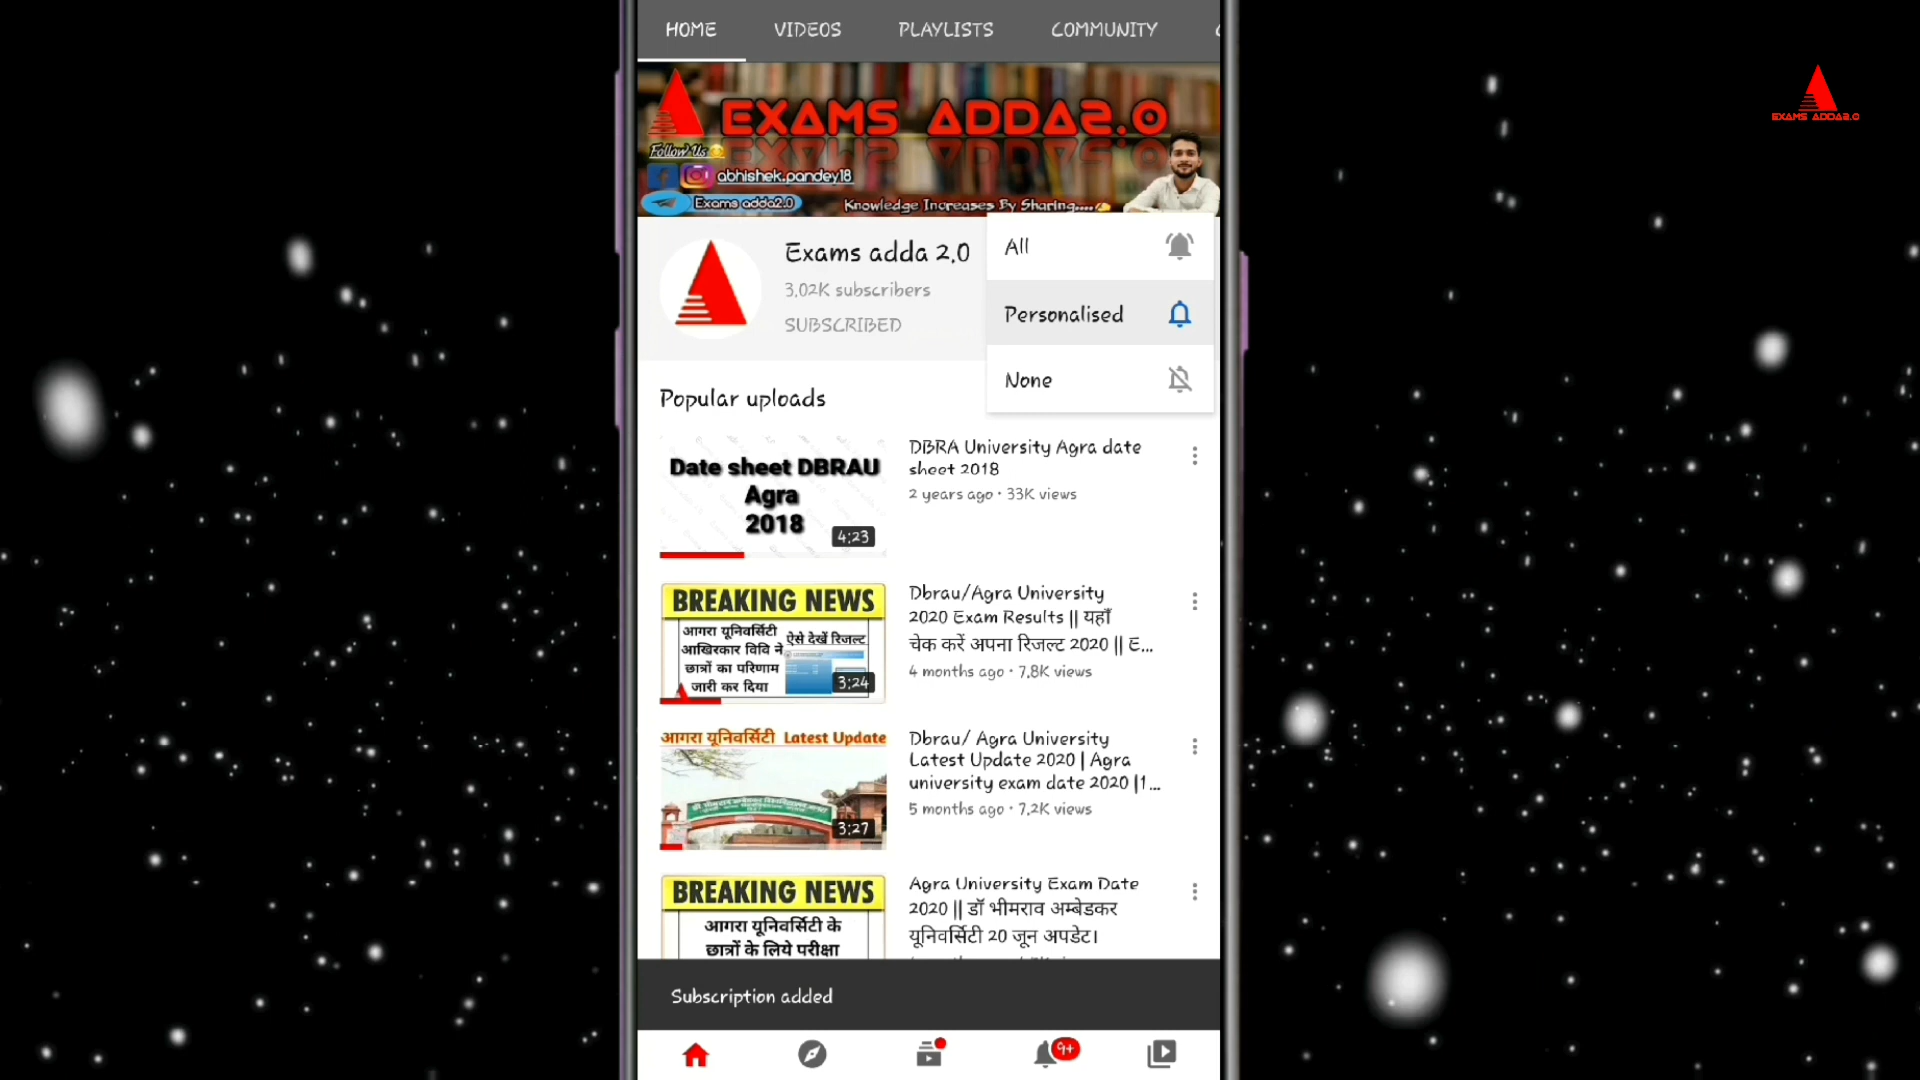 HOME VIDEOS PLAYLISTS COMMUNITY
EXAMS ADDA2.0
EXAMS ADDA2.0
Follow Us
abhishek.pandey18
Exams adda2.0
Knowledge Increases By Sharing....
Exams adda 2.0
3.02K subscribers
SUBSCRIBED
All
Personalised
None
Popular uploads
Date sheet DBRAU
Agra
2018
4:23
DBRA University Agra date
sheet 2018
2 years ago · 33K views
BREAKING NEWS
आगरा यूनिवर्सिटी
आखिरकार विवि ने
छात्रों का परिणाम
जारी कर दिया
ऐसे देखें रिजल्ट
3:24
Dbrau/Agra University
2020 Exam Results || यहाँ
चेक करें अपना रिजल्ट 2020 || E...
4 months ago · 7.8K views
आगरा यूनिवर्सिटी Latest Update
3:27
Dbrau/ Agra University
Latest Update 2020 | Agra
university exam date 2020 |1...
5 months ago · 7.2K views
BREAKING NEWS
आगरा यूनिवर्सिटी के
छात्रों के लिये परीक्षा
Agra University Exam Date
2020 || डॉ भीमराव अम्बेडकर
यूनिवर्सिटी 20 जून अपडेट।
Subscription added
9+